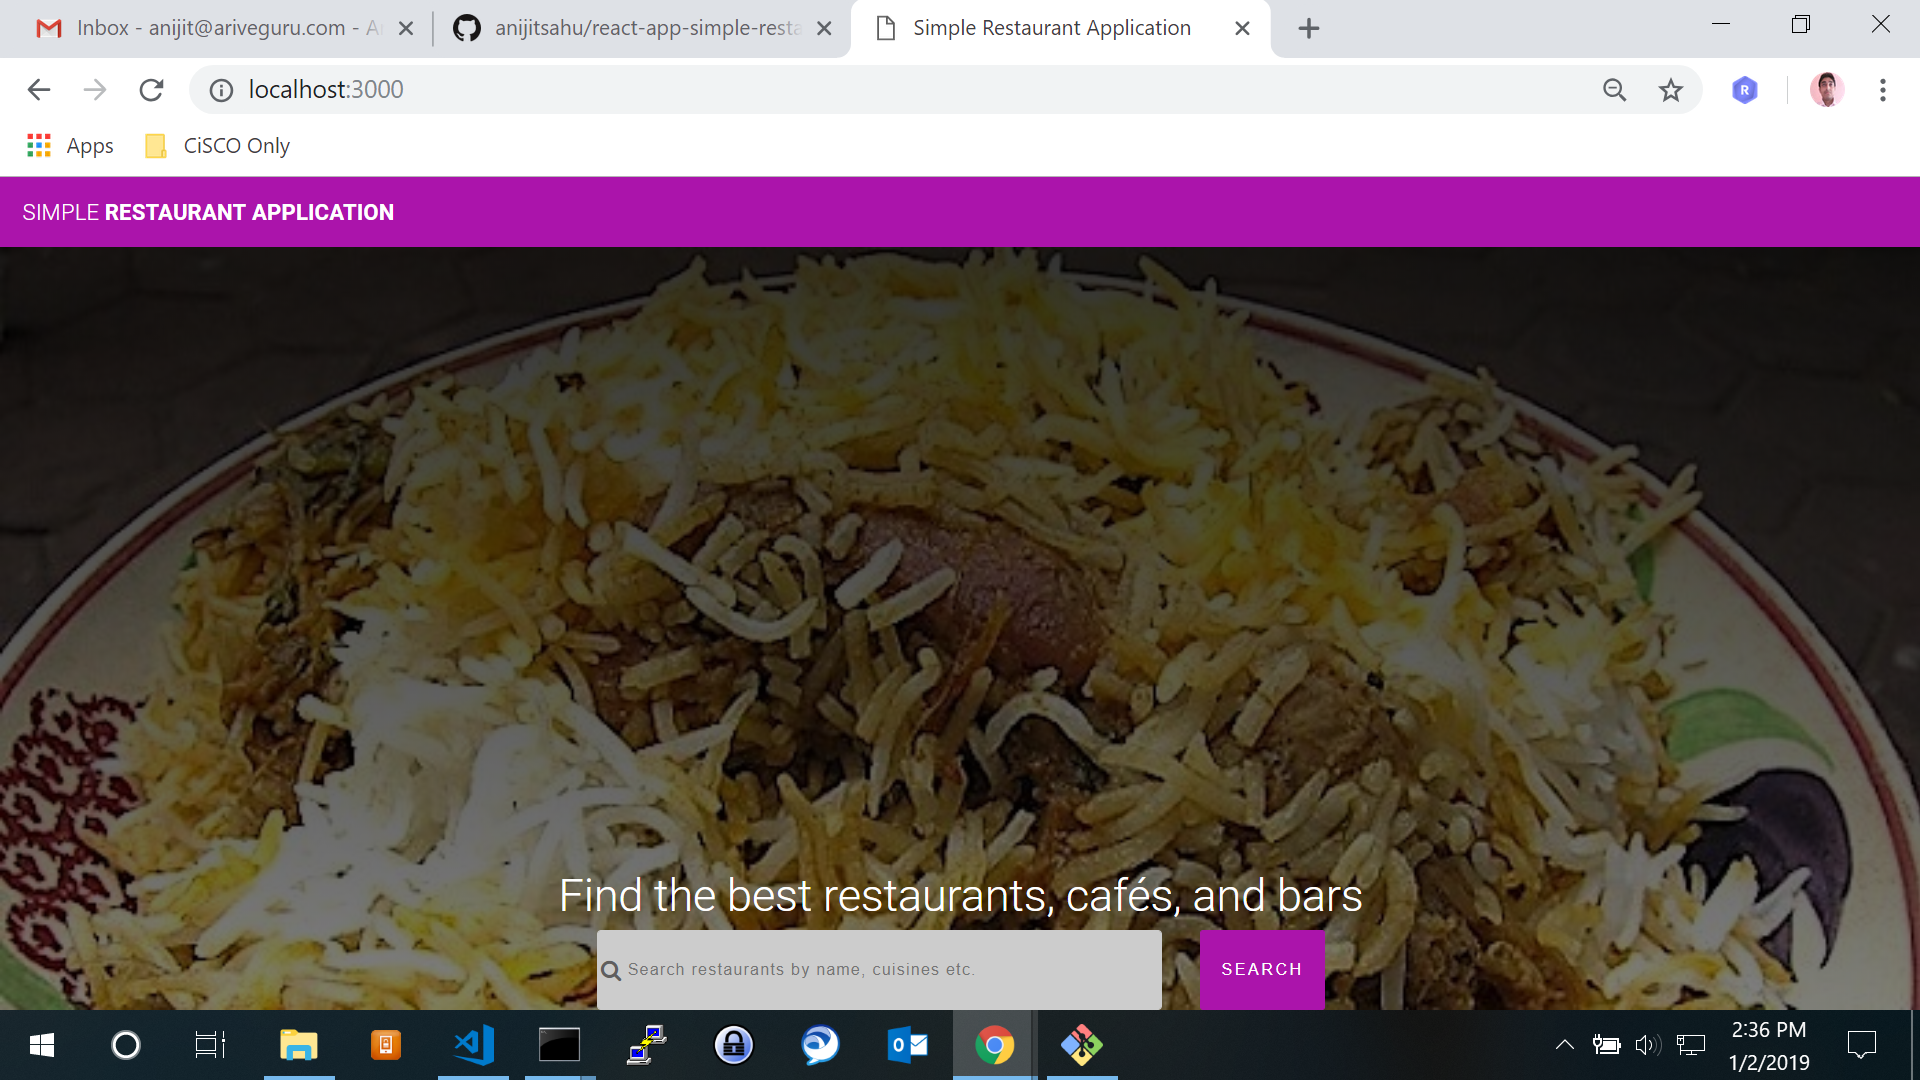 Inbox - anijit@ariveguru.com - A
anijitsahu/react-app-simple-resta
Simple Restaurant Application
localhost:3000
R
Apps
CiSCO Only
SIMPLE RESTAURANT APPLICATION
Find the best restaurants, cafés, and bars
Search restaurants by name, cuisines etc.
SEARCH
2:36 PM
1/2/2019